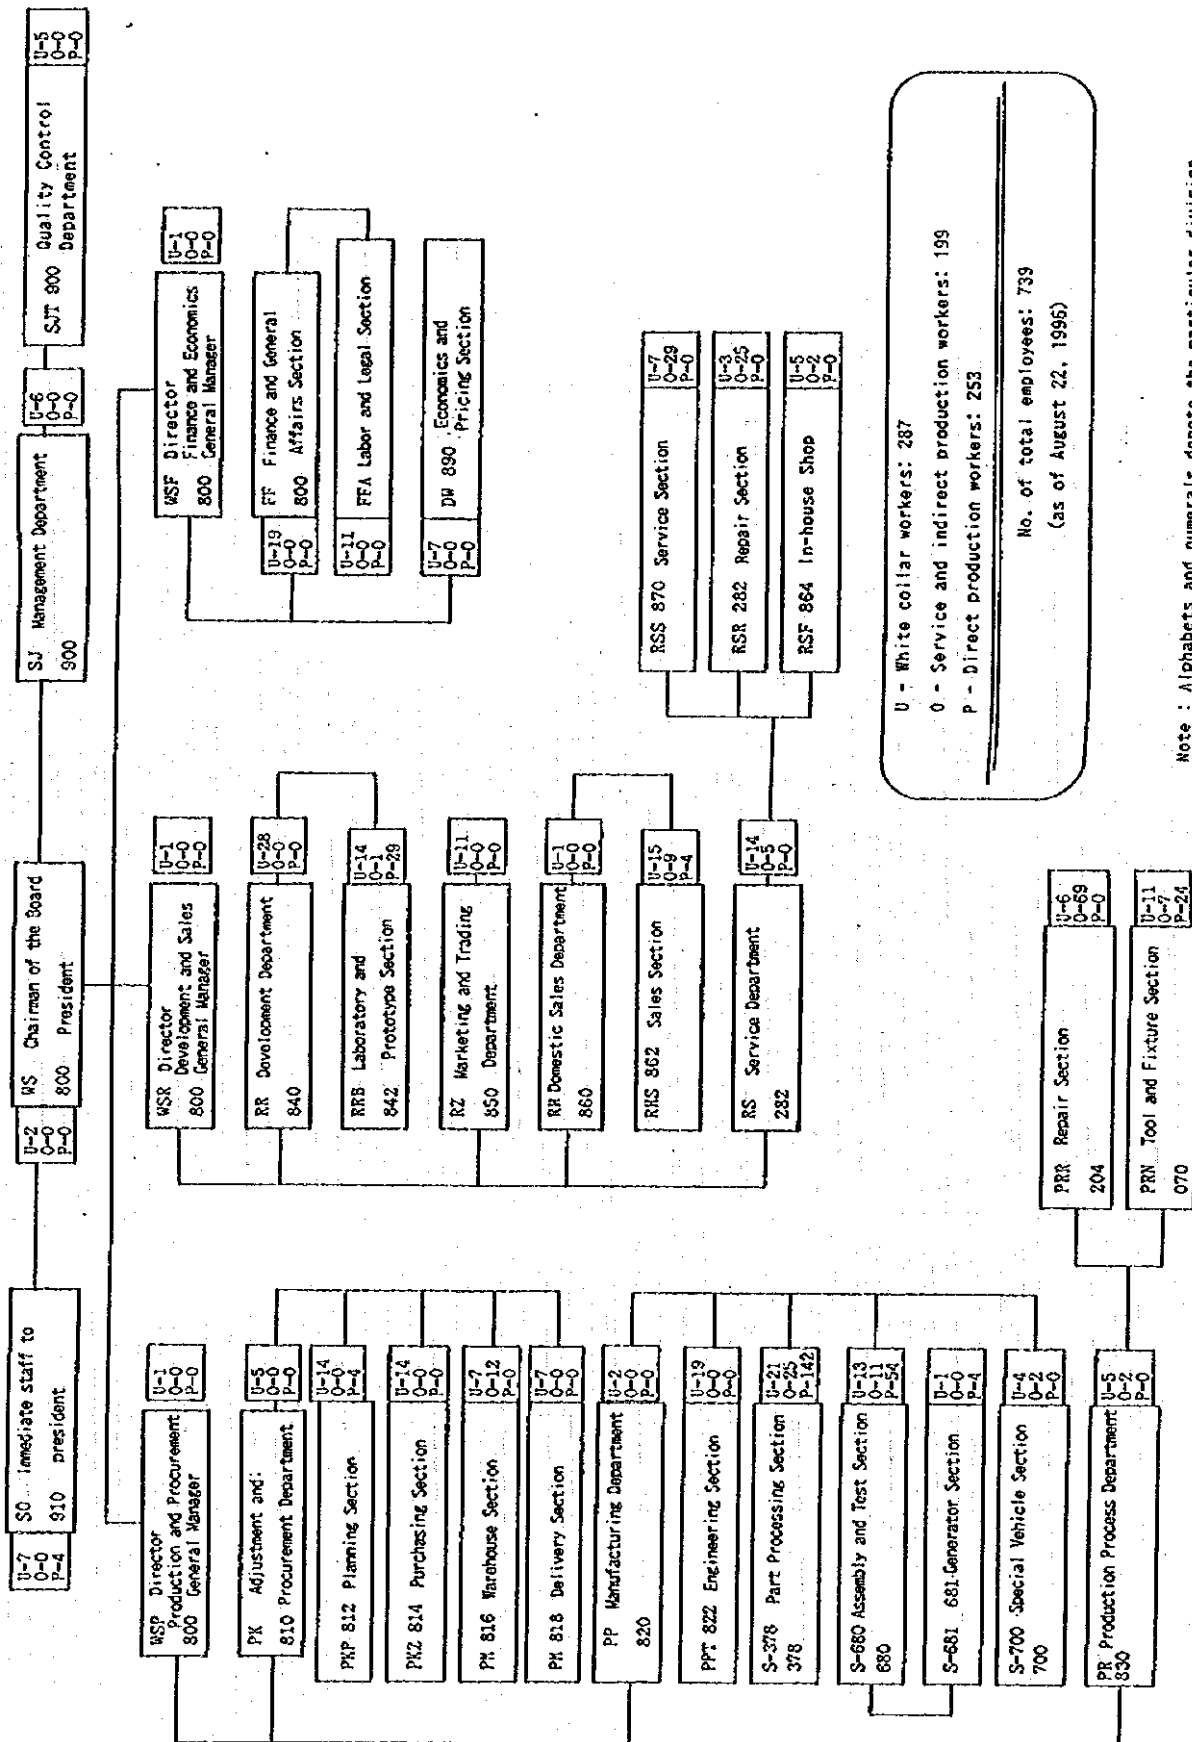 U-7
O-0
P-4
SO Immediate staff to
910 president
U-2
O-0
P-0
WS Chairman of the Board
800 President
SJ Management Department
900
U-6
O-0
P-0
SJT 900 Quality Control
Department
U-5
O-0
P-0
WSP Director
Production and Procurement
800 General Manager
U-1
O-0
P-0
PK Adjustment and
810 Procurement Department
U-5
O-0
P-0
PKP 812 Planning Section
U-14
O-0
P-4
PKZ 814 Purchasing Section
U-14
O-0
P-0
PM 816 Warehouse Section
U-7
O-12
P-0
PM 818 Delivery Section
U-7
O-0
P-0
PP Manufacturing Department
820
U-2
O-0
P-0
PPT 822 Engineering Section
U-19
O-0
P-0
S-378 Part Processing Section
378
U-21
O-25
P-142
S-680 Assembly and Test Section
680
U-13
O-11
P-54
S-681 681 Generator Section
U-1
O-0
P-4
S-700 Special Vehicle Section
700
U-4
O-2
P-0
PR Production Process Department
830
U-5
O-2
P-0
PRR Repair Section
204
U-6
O-69
P-0
PRN Tool and Fixture Section
070
U-11
O-7
P-24
WSR Director
Development and Sales
800 General Manager
U-1
O-0
P-0
RR Development Department
840
U-28
O-0
P-0
RRB Laboratory and
842 Prototype Section
U-14
O-1
P-29
RZ Marketing and Trading
850 Department
U-11
O-0
P-0
RH Domestic Sales Department
860
U-1
O-0
P-0
RHS 862 Sales Section
U-15
O-9
P-4
RS Service Department
282
U-14
O-5
P-0
RSS 870 Service Section
U-7
O-29
P-0
RSR 282 Repair Section
U-3
O-25
P-0
RSF 864 In-house Shop
U-5
O-2
P-0
WSF Director
Finance and Economics
800 General Manager
U-1
O-0
P-0
U-19
O-0
P-0
FF Finance and General
800 Affairs Section
U-11
O-0
P-0
FFA Labor and Legal Section
U-7
O-0
P-0
DW 890 Economics and
Pricing Section
U - White collar workers: 287
O - Service and indirect production workers: 199
P - Direct production workers: 253
No. of total employees: 739
(as of August 22, 1996)
Note : Alphabets and numerals denote the particular division